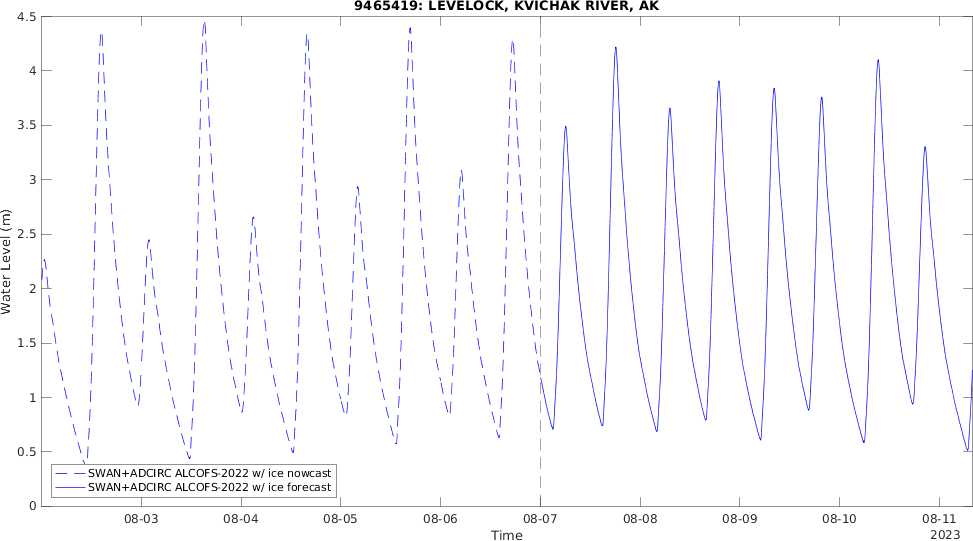 9465419: LEVELOCK, KVICHAK RIVER, AK
4.5
4
3.5
3
2.5
2
1.5
1
0.5
0
Water Level (m)
SWAN+ADCIRC ALCOFS-2022 w/ ice nowcast
SWAN+ADCIRC ALCOFS-2022 w/ ice forecast
08-03 08-04 08-05 08-06 08-07 08-08 08-09 08-10 08-11
Time
2023